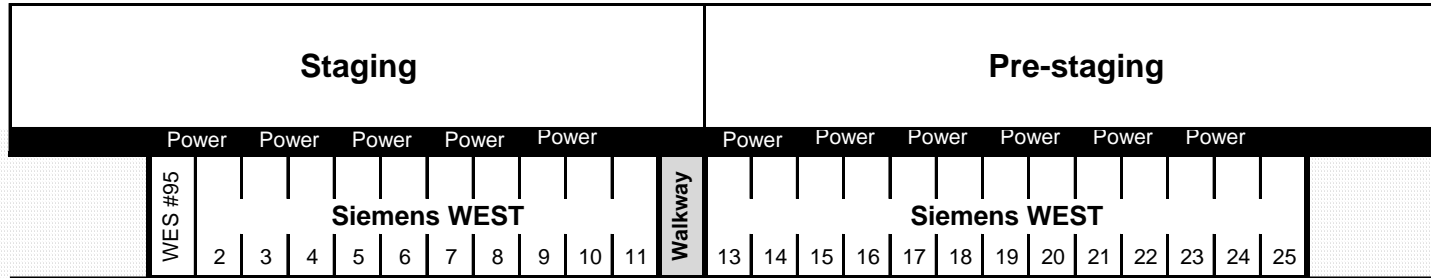 Staging Pre-staging
Power Power Power Power Power Power Power Power Power Power Power
WES #95
Siemens WEST
Walkway
Siemens WEST
2 3 4 5 6 7 8 9 10 11 13 14 15 16 17 18 19 20 21 22 23 24 25